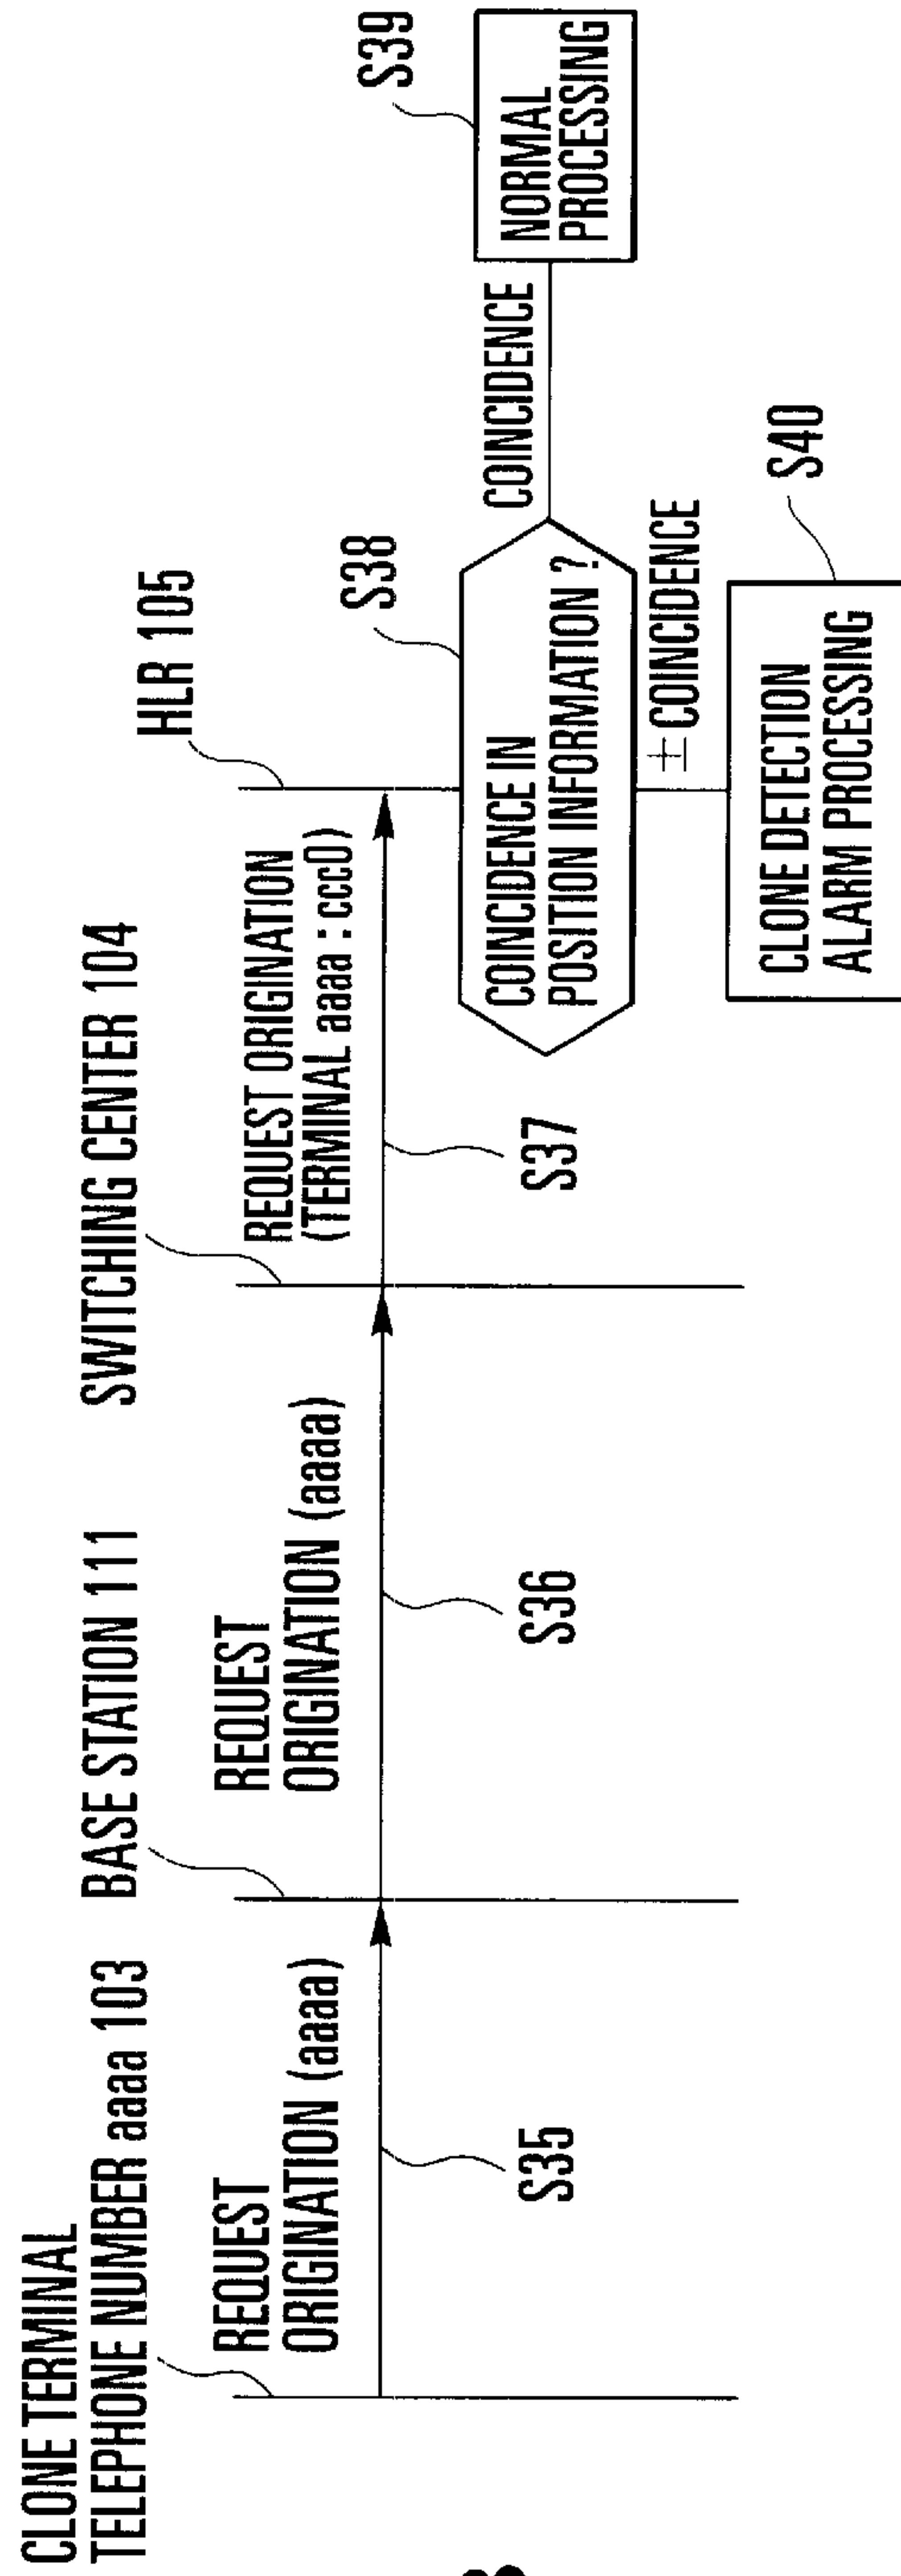 CLONE TERMINAL
TELEPHONE NUMBER aaaa 103
BASE STATION 111
SWITCHING CENTER 104
HLR 105
REQUEST
ORIGINATION (aaaa)
S35
REQUEST
ORIGINATION (aaaa)
S36
REQUEST ORIGINATION
(TERMINAL aaaa : ccc0)
S37
S38
COINCIDENCE IN
POSITION INFORMATION ?
COINCIDENCE
S39
NORMAL
PROCESSING
COINCIDENCE
S40
CLONE DETECTION
ALARM PROCESSING